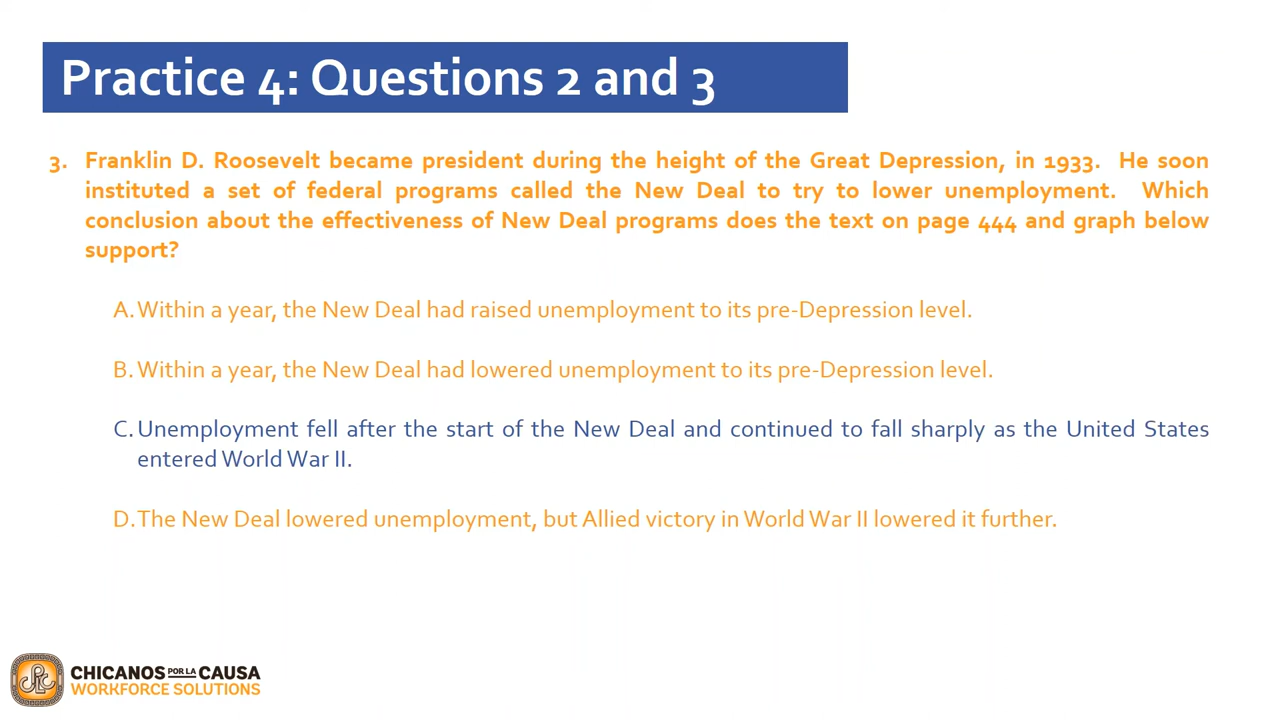 Practice 4: Questions 2 and 3
3. Franklin D. Roosevelt became president during the height of the Great Depression, in 1933. He soon
instituted a set of federal programs called the New Deal to try to lower unemployment. Which
conclusion about the effectiveness of New Deal programs does the text on page 444 and graph below
support?
A. Within a year, the New Deal had raised unemployment to its pre-Depression level.
B. Within a year, the New Deal had lowered unemployment to its pre-Depression level.
C. Unemployment fell after the start of the New Deal and continued to fall sharply as the United States
entered World War II.
D. The New Deal lowered unemployment, but Allied victory in World War II lowered it further.
CPLC
CHICANOS POR LA CAUSA
WORKFORCE SOLUTIONS